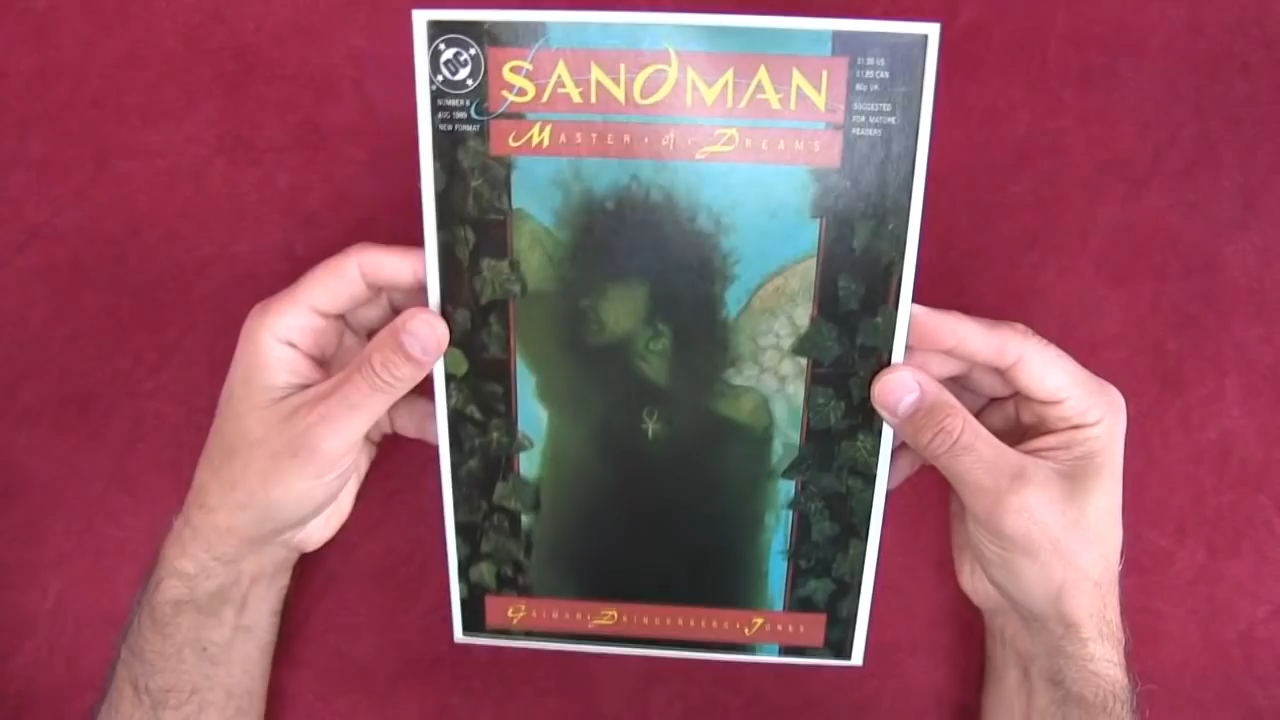 DC
SANDMAN
MASTER of DREAMS
NUMBER 8
AUG 1989
NEW FORMAT
$1.50 US
$1.85 CAN
80p UK
SUGGESTED
FOR MATURE
READERS
GAIMAN • DRINGENBERG • JONES